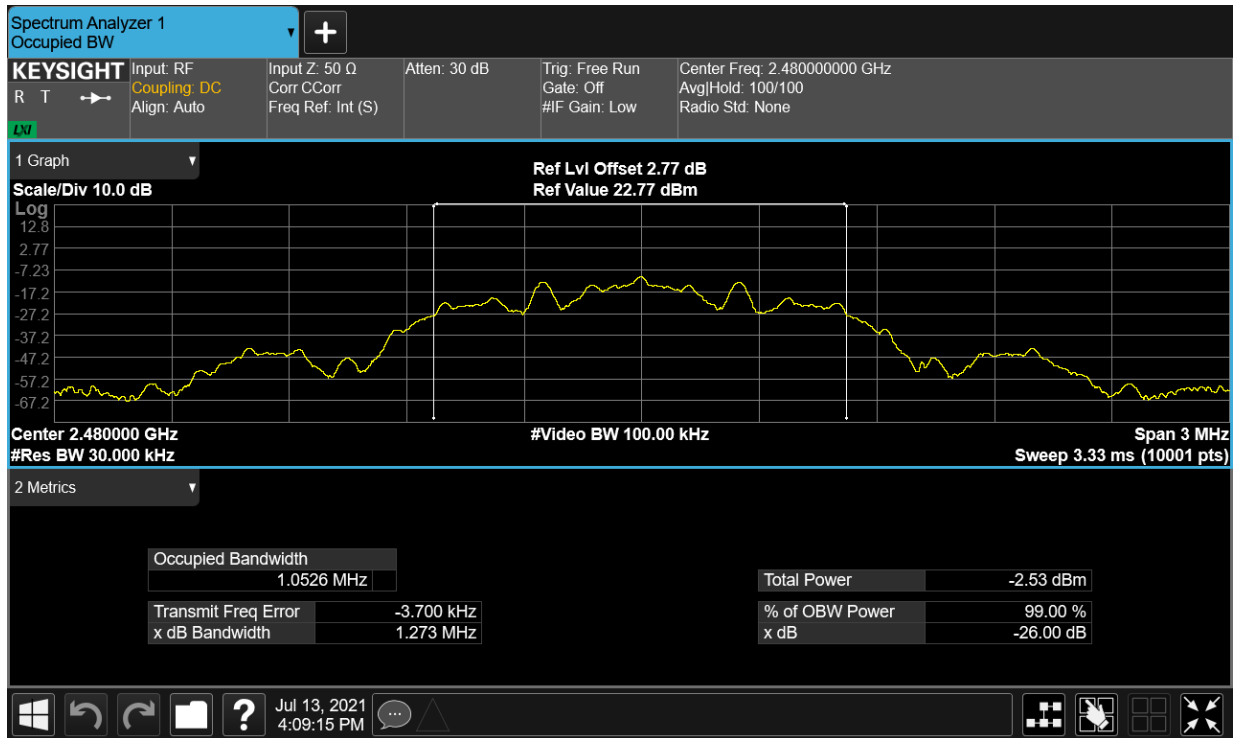 Spectrum Analyzer 1
Occupied BW
KEYSIGHT
R T
LXI
Input: RF
Coupling: DC
Align: Auto
Input Z: 50 Ω
Corr CCorr
Freq Ref: Int (S)
Atten: 30 dB
Trig: Free Run
Gate: Off
#IF Gain: Low
Center Freq: 2.480000000 GHz
Avg|Hold: 100/100
Radio Std: None
1 Graph
Scale/Div 10.0 dB
Ref Lvl Offset 2.77 dB
Ref Value 22.77 dBm
Log
12.8
2.77
-7.23
-17.2
-27.2
-37.2
-47.2
-57.2
-67.2
Center 2.480000 GHz
#Video BW 100.00 kHz
Span 3 MHz
#Res BW 30.000 kHz
Sweep 3.33 ms (10001 pts)
2 Metrics
Occupied Bandwidth
1.0526 MHz
Total Power -2.53 dBm
Transmit Freq Error -3.700 kHz
% of OBW Power 99.00 %
x dB Bandwidth 1.273 MHz
x dB -26.00 dB
?
Jul 13, 2021
4:09:15 PM